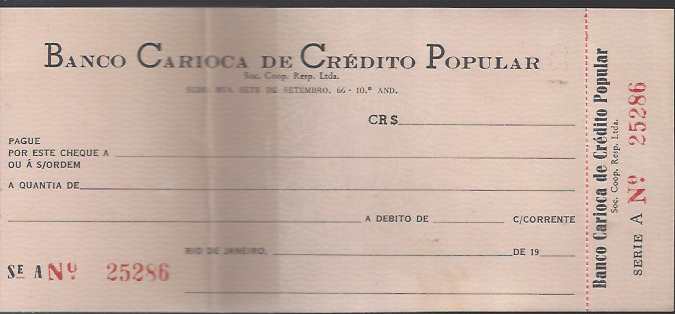 BANCO CARIOCA DE CRÉDITO POPULAR
Soc. Coop. Resp. Ltda.
SEDE: RUA SETE DE SETEMBRO, 66 - 10.º AND.
CR$
PAGUE
POR ESTE CHEQUE A
OU À S/ORDEM
A QUANTIA DE
A DEBITO DE C/CORRENTE
RIO DE JANEIRO, DE 19
SE A Nº 25286
Banco Carioca de Crédito Popular
Soc. Coop. Resp. Ltda.
SERIE A Nº 25286